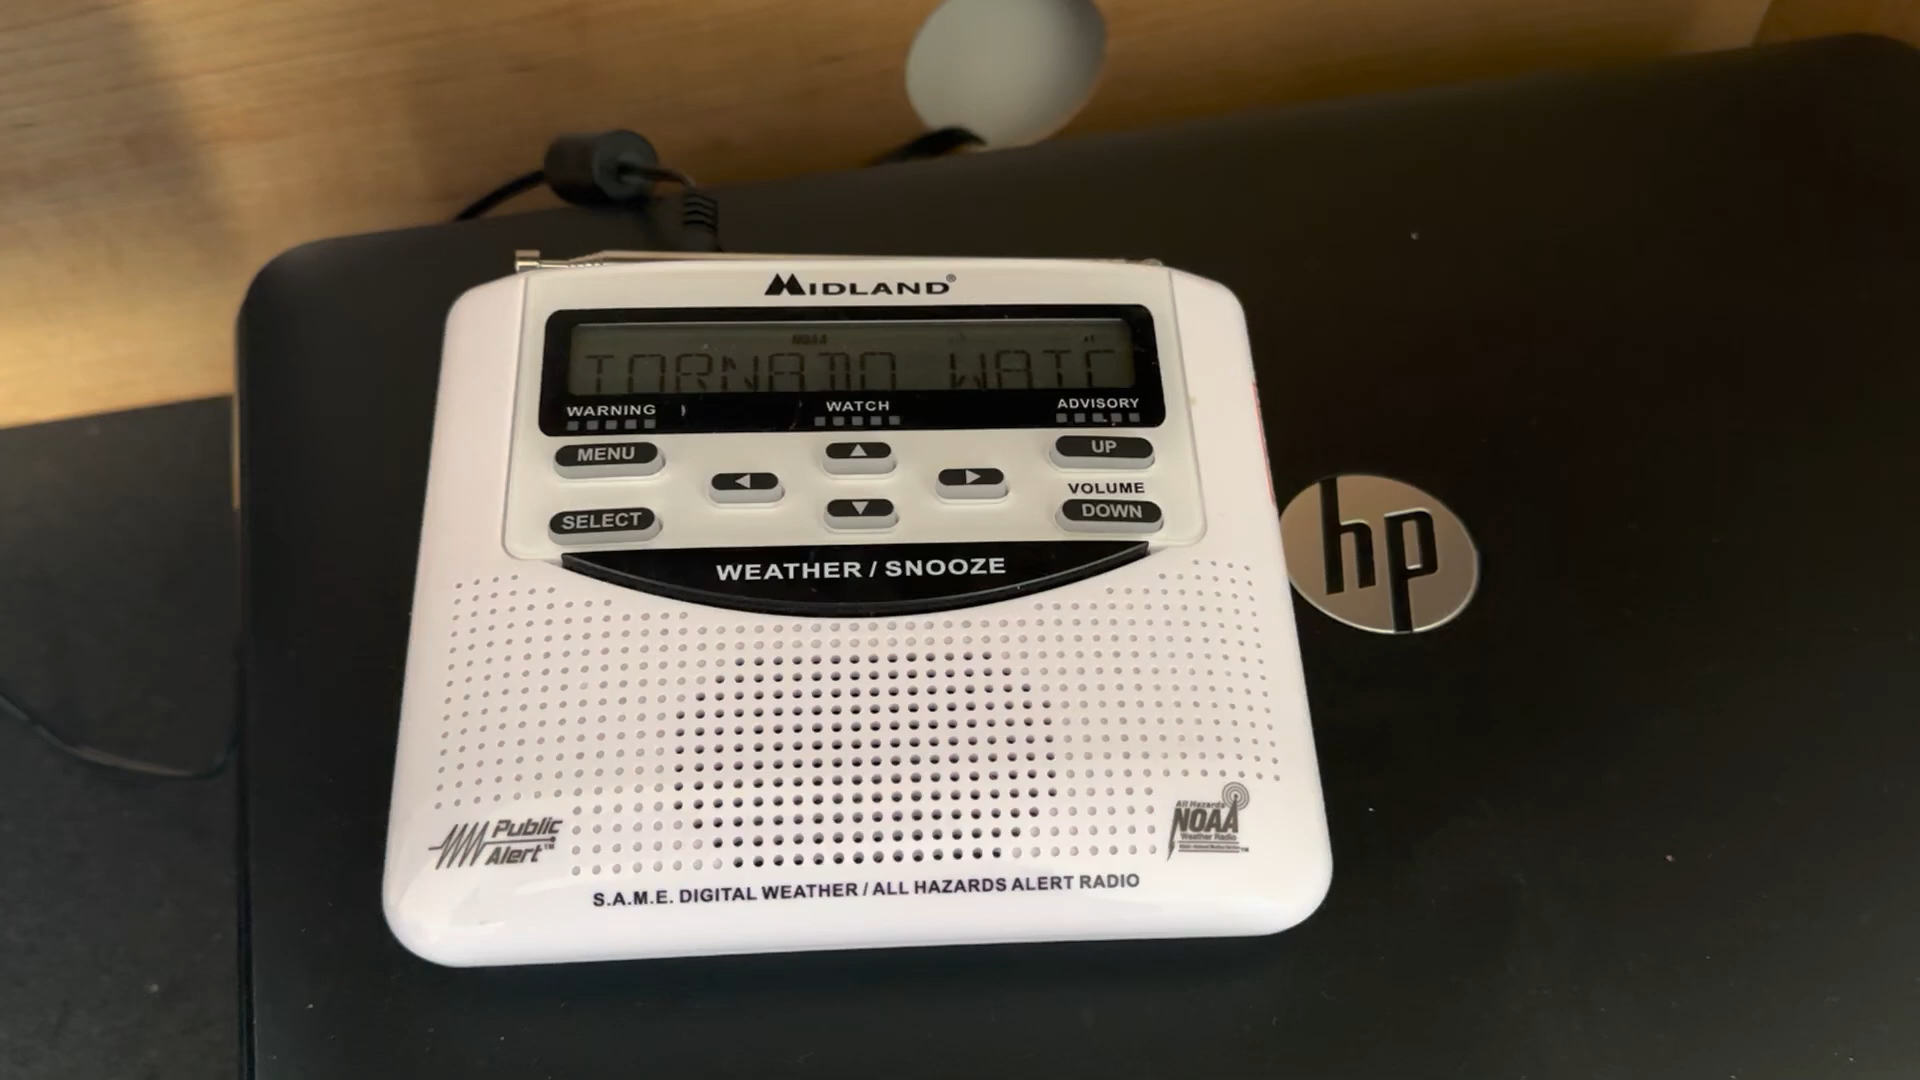 MIDLAND®
NOAA
TORNADO WATC
WARNING WATCH ADVISORY
MENU ▲ UP
◀ ▶
VOLUME
SELECT ▼ DOWN
WEATHER / SNOOZE
hp
Public
Alert™
All Hazards
NOAA
Weather Radio
S.A.M.E. DIGITAL WEATHER / ALL HAZARDS ALERT RADIO